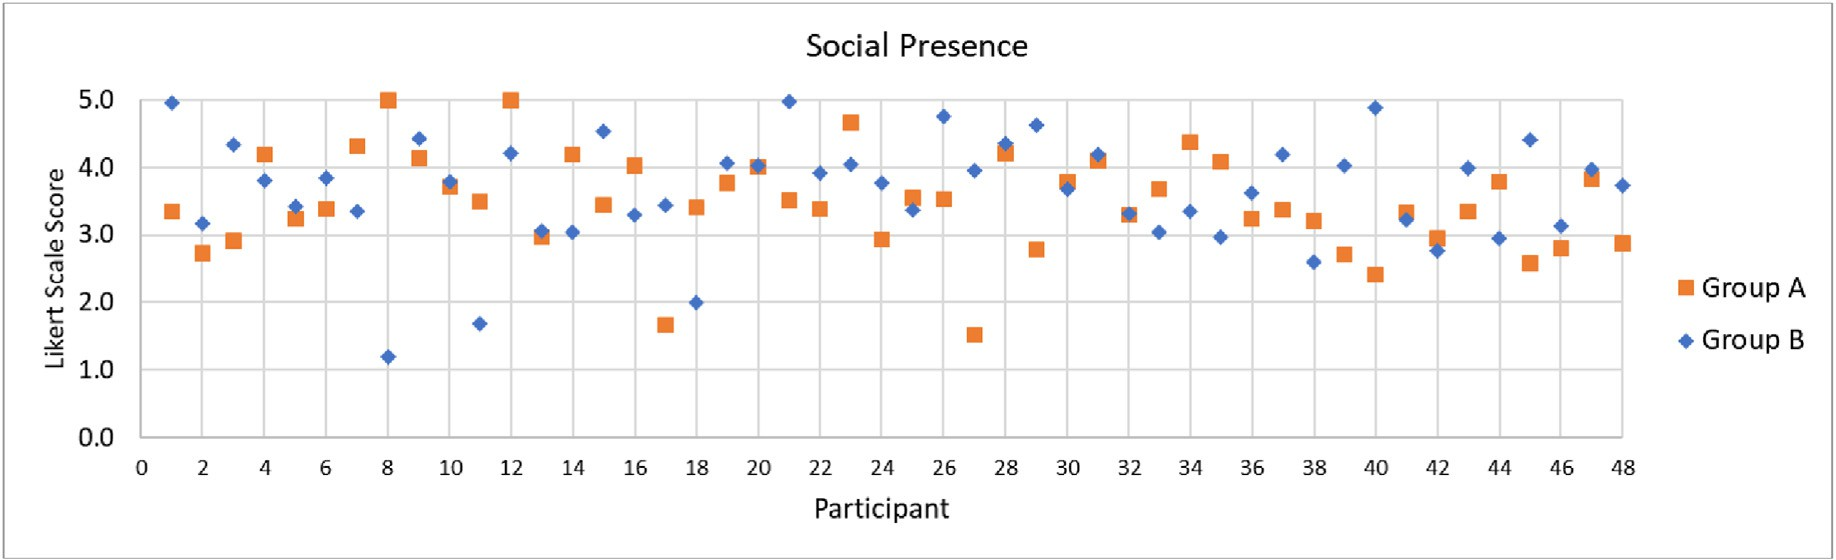 Social Presence
Likert Scale Score
5.0
4.0
3.0
2.0
1.0
0.0
0 2 4 6 8 10 12 14 16 18 20 22 24 26 28 30 32 34 36 38 40 42 44 46 48
Participant
Group A
Group B